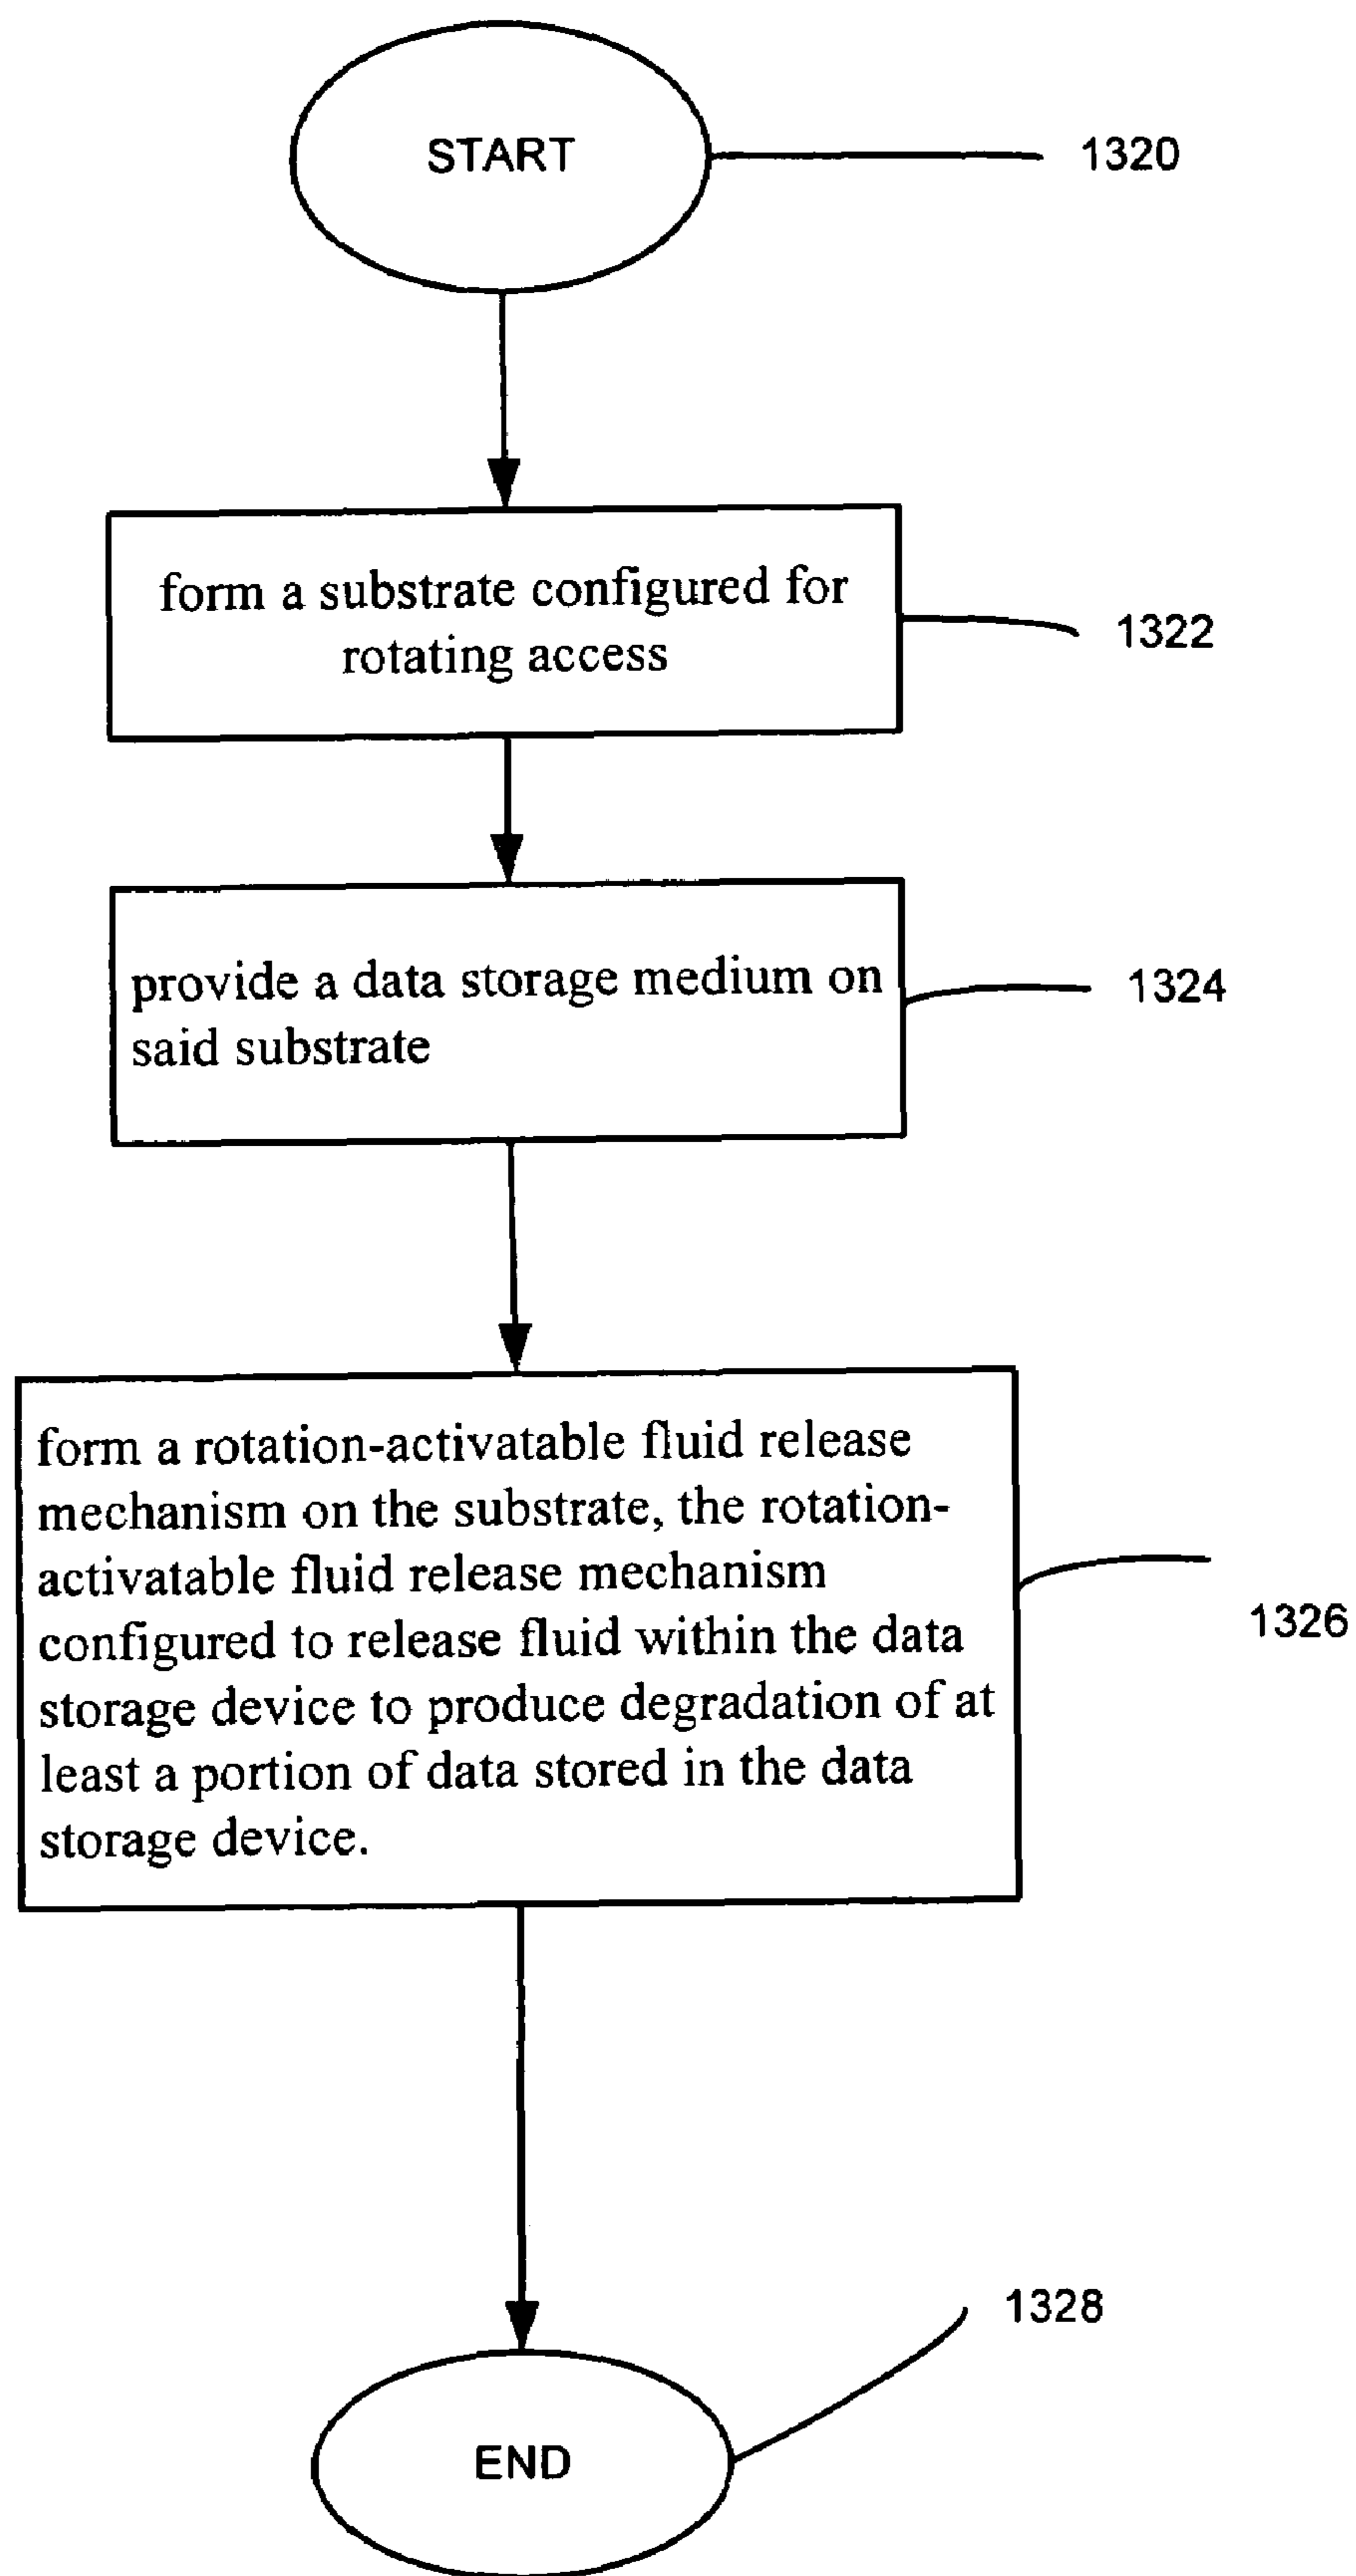 START
1320
form a substrate configured for
rotating access
1322
provide a data storage medium on
said substrate
1324
form a rotation-activatable fluid release
mechanism on the substrate, the rotation-
activatable fluid release mechanism
configured to release fluid within the data
storage device to produce degradation of at
least a portion of data stored in the data
storage device.
1326
1328
END